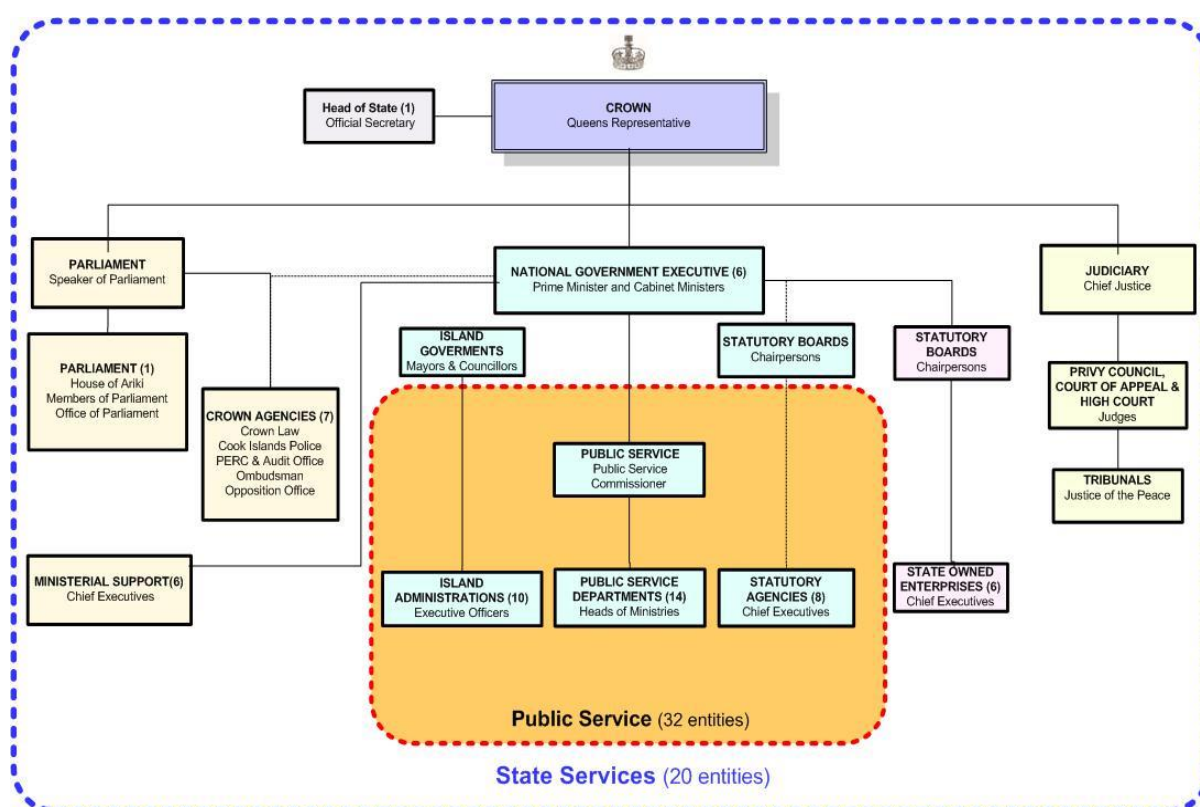 Head of State (1)
Official Secretary
CROWN
Queens Representative
PARLIAMENT
Speaker of Parliament
NATIONAL GOVERNMENT EXECUTIVE (6)
Prime Minister and Cabinet Ministers
JUDICIARY
Chief Justice
PARLIAMENT (1)
House of Ariki
Members of Parliament
Office of Parliament
CROWN AGENCIES (7)
Crown Law
Cook Islands Police
PERC & Audit Office
Ombudsman
Opposition Office
ISLAND
GOVERMENTS
Mayors & Councillors
STATUTORY BOARDS
Chairpersons
STATUTORY
BOARDS
Chairpersons
PRIVY COUNCIL,
COURT OF APPEAL &
HIGH COURT
Judges
PUBLIC SERVICE
Public Service
Commissioner
TRIBUNALS
Justice of the Peace
MINISTERIAL SUPPORT(6)
Chief Executives
ISLAND
ADMINISTRATIONS (10)
Executive Officers
PUBLIC SERVICE
DEPARTMENTS (14)
Heads of Ministries
STATUTORY
AGENCIES (8)
Chief Executives
STATE OWNED
ENTERPRISES (6)
Chief Executives
Public Service (32 entities)
State Services (20 entities)